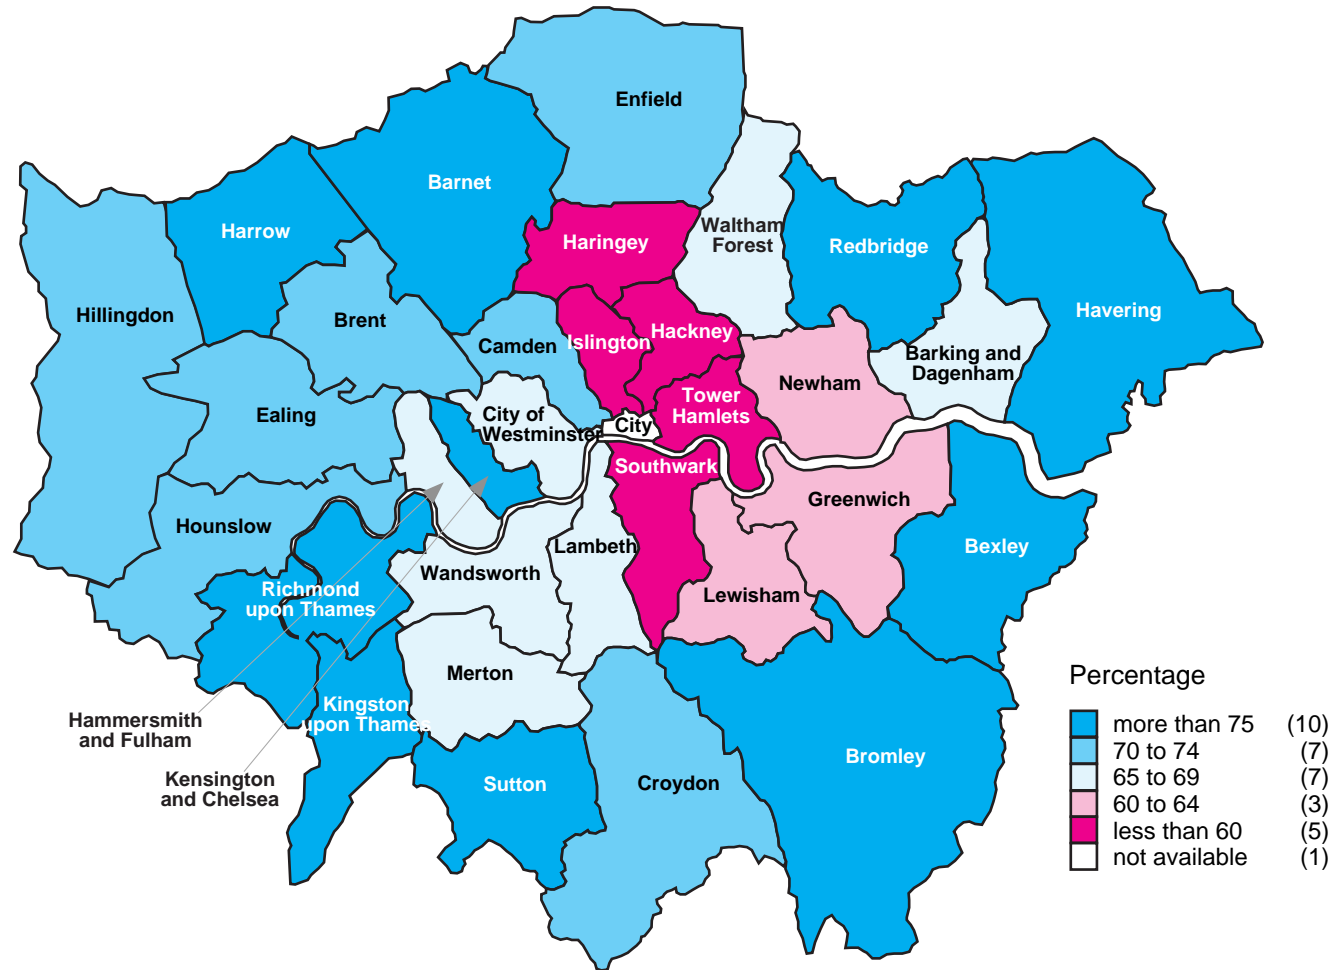 Enfield
Barnet
Harrow
Haringey
Waltham
Forest
Redbridge
Havering
Hillingdon
Brent
Camden
Islington
Hackney
Barking and
Dagenham
Newham
Tower
Hamlets
Ealing
City of
Westminster
City
Southwark
Greenwich
Hounslow
Lambeth
Bexley
Wandsworth
Richmond
upon Thames
Lewisham
Merton
Kingston
upon Thames
Hammersmith
and Fulham
Kensington
and Chelsea
Sutton
Croydon
Bromley
Percentage
more than 75 (10)
70 to 74 (7)
65 to 69 (7)
60 to 64 (3)
less than 60 (5)
not available (1)